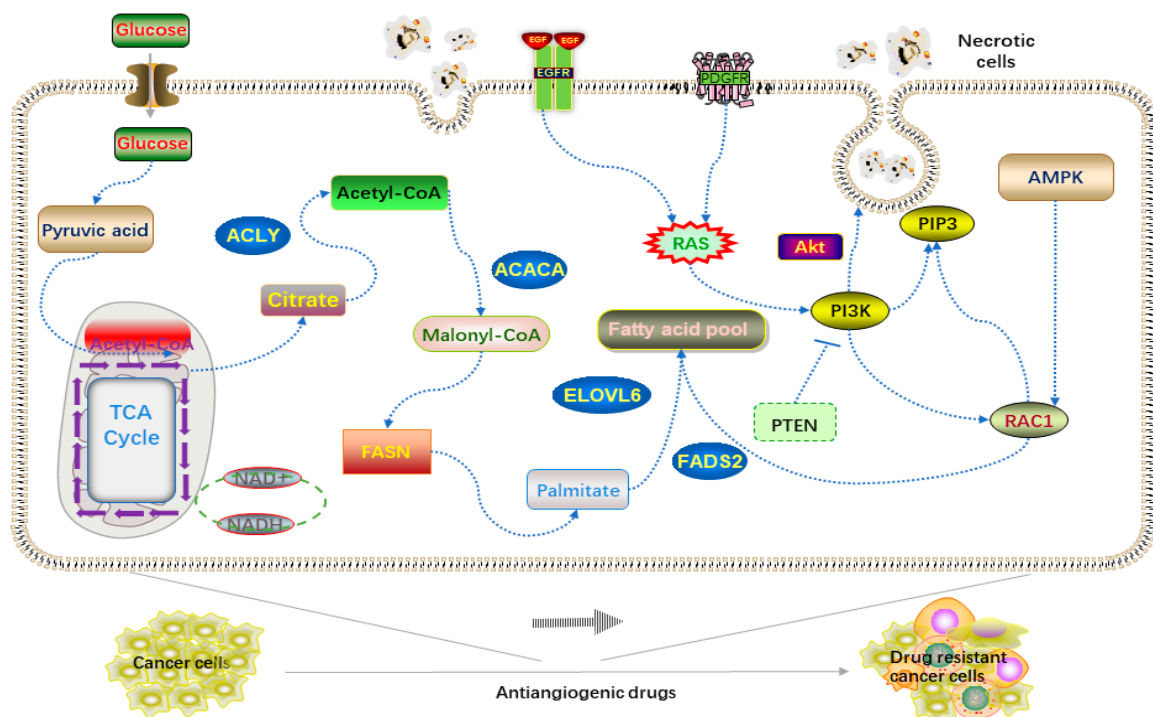 Glucose
EGF
EGF
EGFR
PDGFR
Necrotic
cells
Glucose
Acetyl-CoA
AMPK
Pyruvic acid
ACLY
RAS
Akt
PIP3
ACACA
Citrate
PI3K
Acetyl-CoA
Malonyl-CoA
Fatty acid pool
TCA
Cycle
ELOVL6
PTEN
RAC1
FASN
FADS2
NAD+
Palmitate
NADH
Cancer cells
Drug resistant
cancer cells
Antiangiogenic drugs